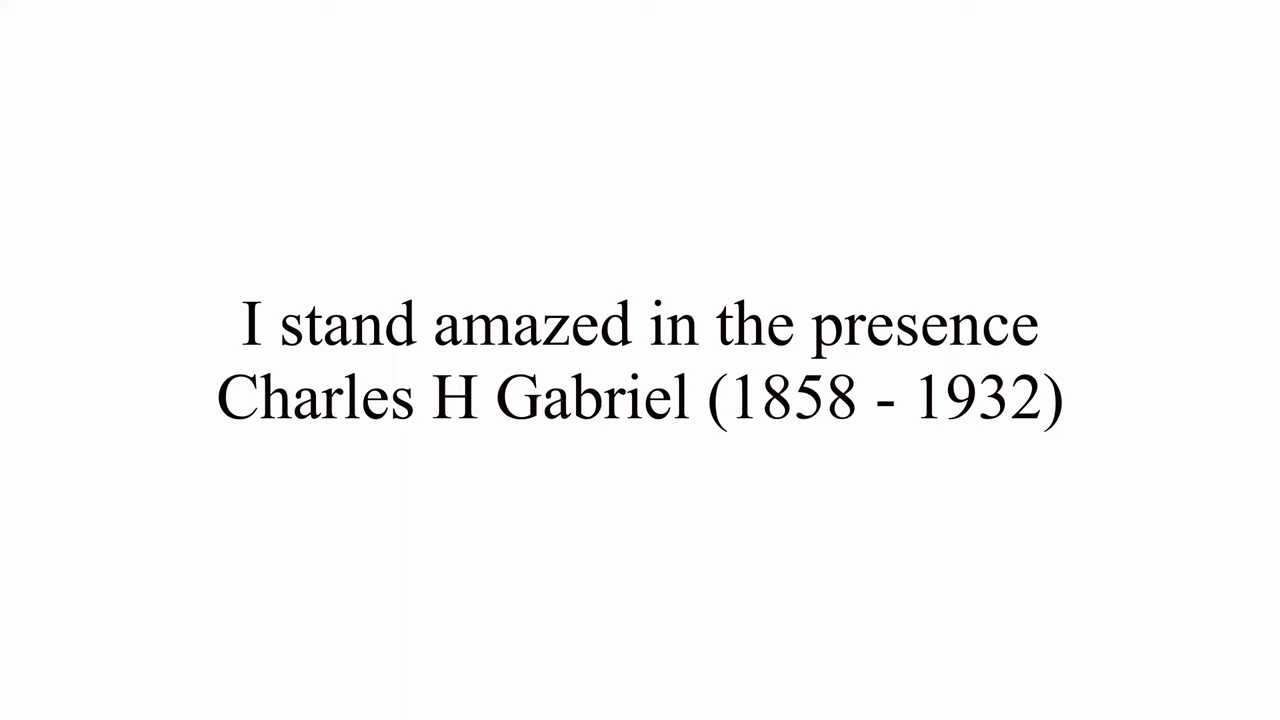 I stand amazed in the presence
Charles H Gabriel (1858 - 1932)